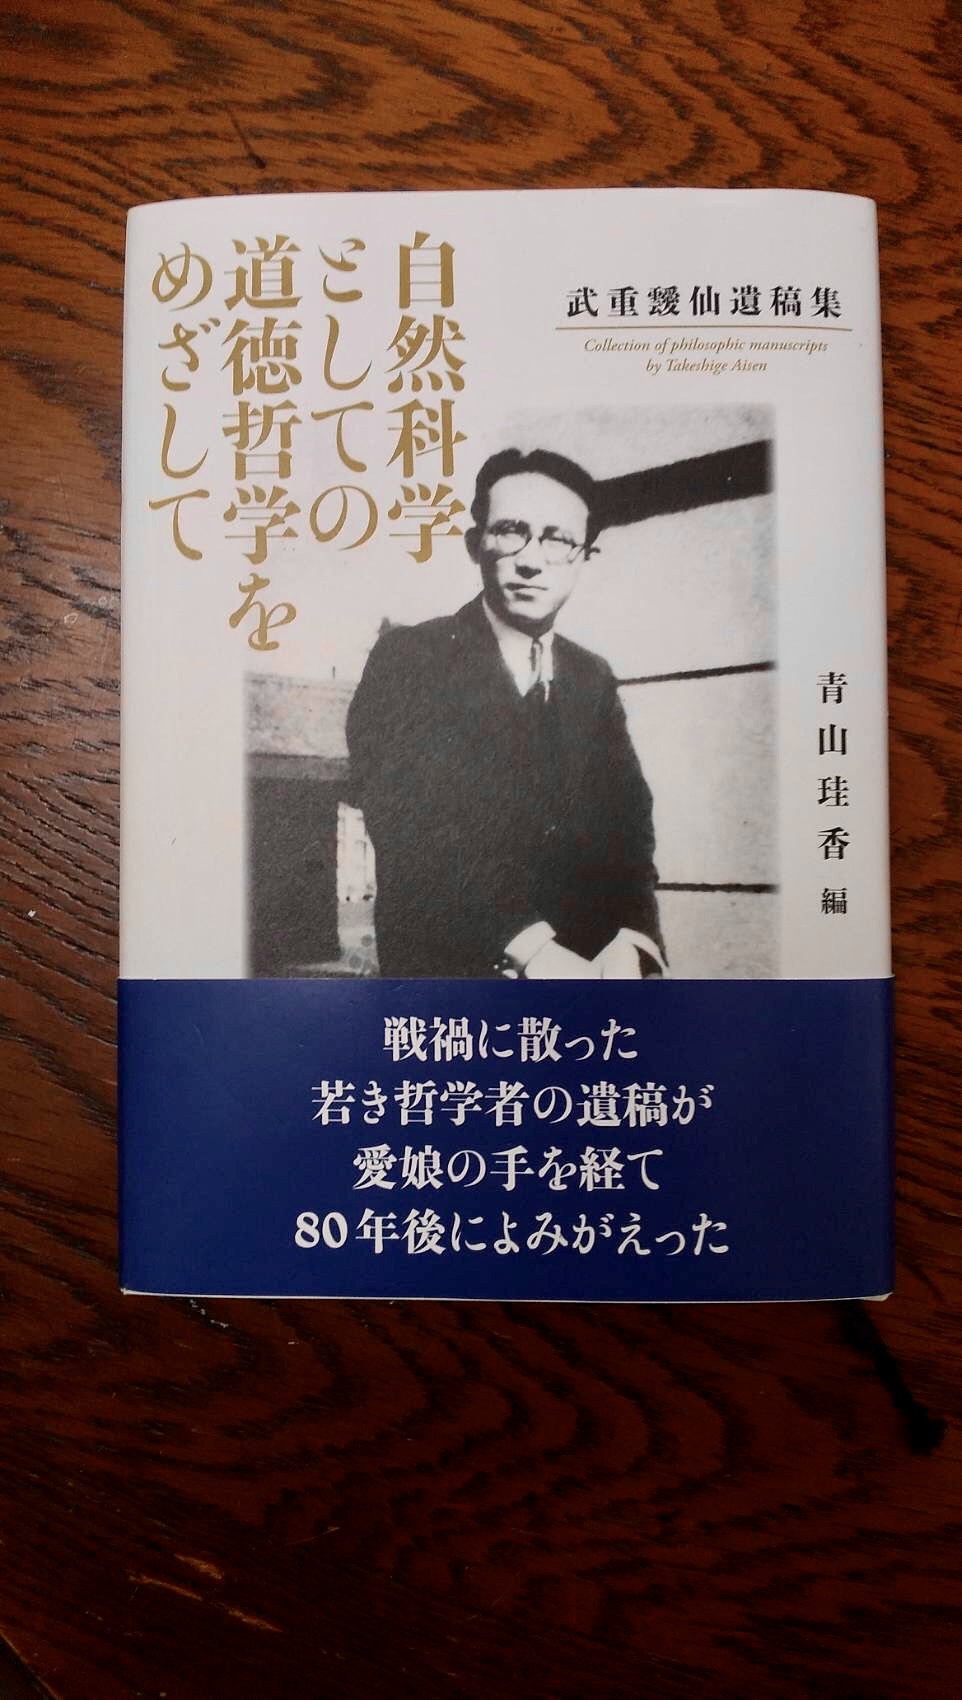 自然科学
としての
道徳哲学を
めざして
武重靉仙遺稿集
Collection of philosophic manuscripts
by Takeshige Aisen
青山珪香 編
戦禍に散った
若き哲学者の遺稿が
愛娘の手を経て
80年後によみがえった